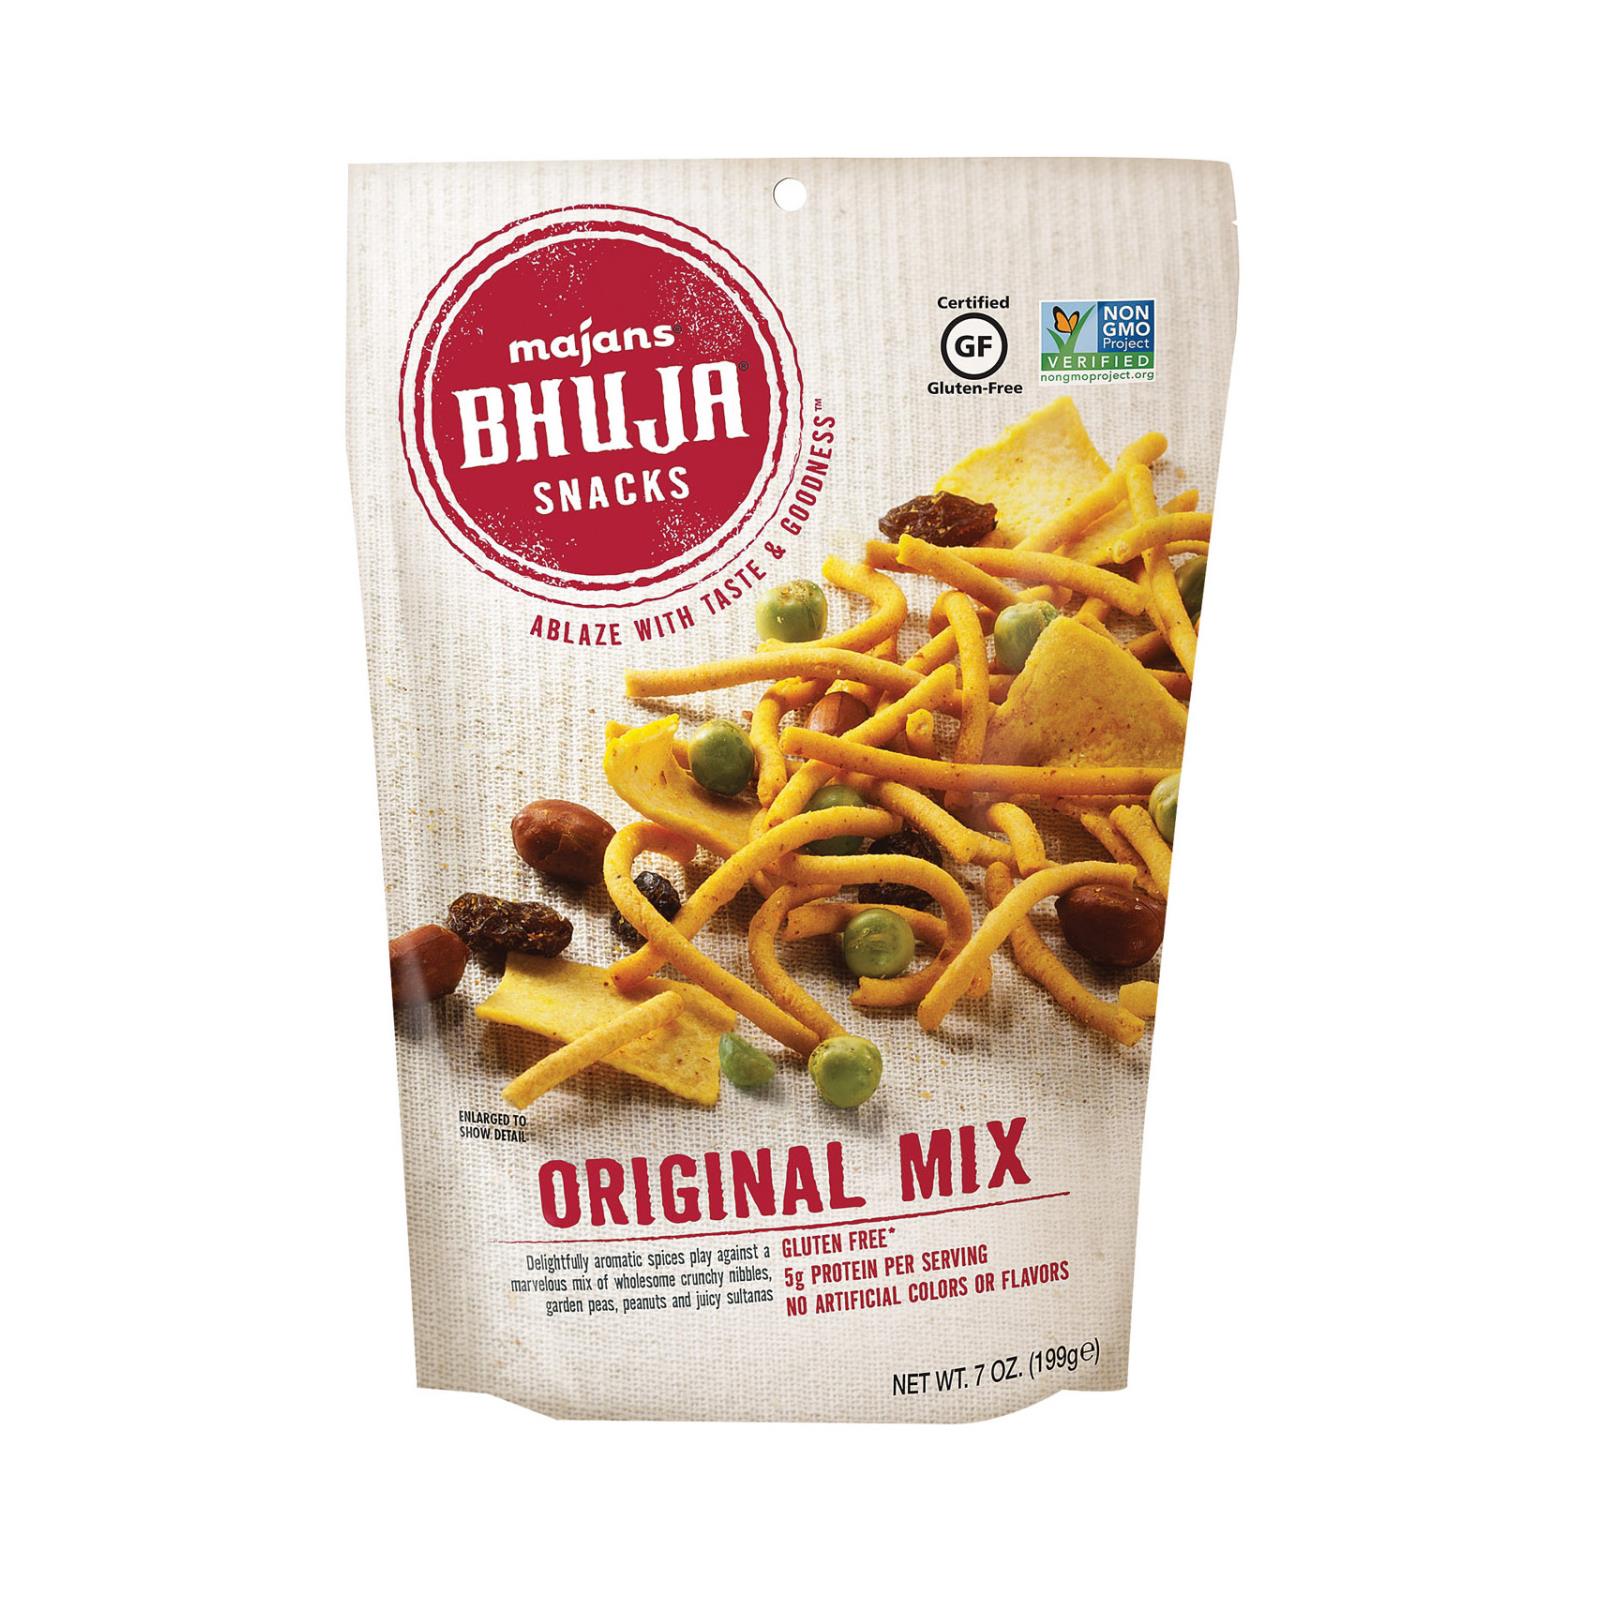 majans®
BHUJA®
SNACKS
ABLAZE WITH TASTE & GOODNESS™
Certified
GF
Gluten-Free
NON
GMO
Project
VERIFIED
nongmoproject.org
ENLARGED TO
SHOW DETAIL
ORIGINAL MIX
Delightfully aromatic spices play against a
marvelous mix of wholesome crunchy nibbles,
garden peas, peanuts and juicy sultanas
GLUTEN FREE*
5g PROTEIN PER SERVING
NO ARTIFICIAL COLORS OR FLAVORS
NET WT. 7 OZ. (199g℮)